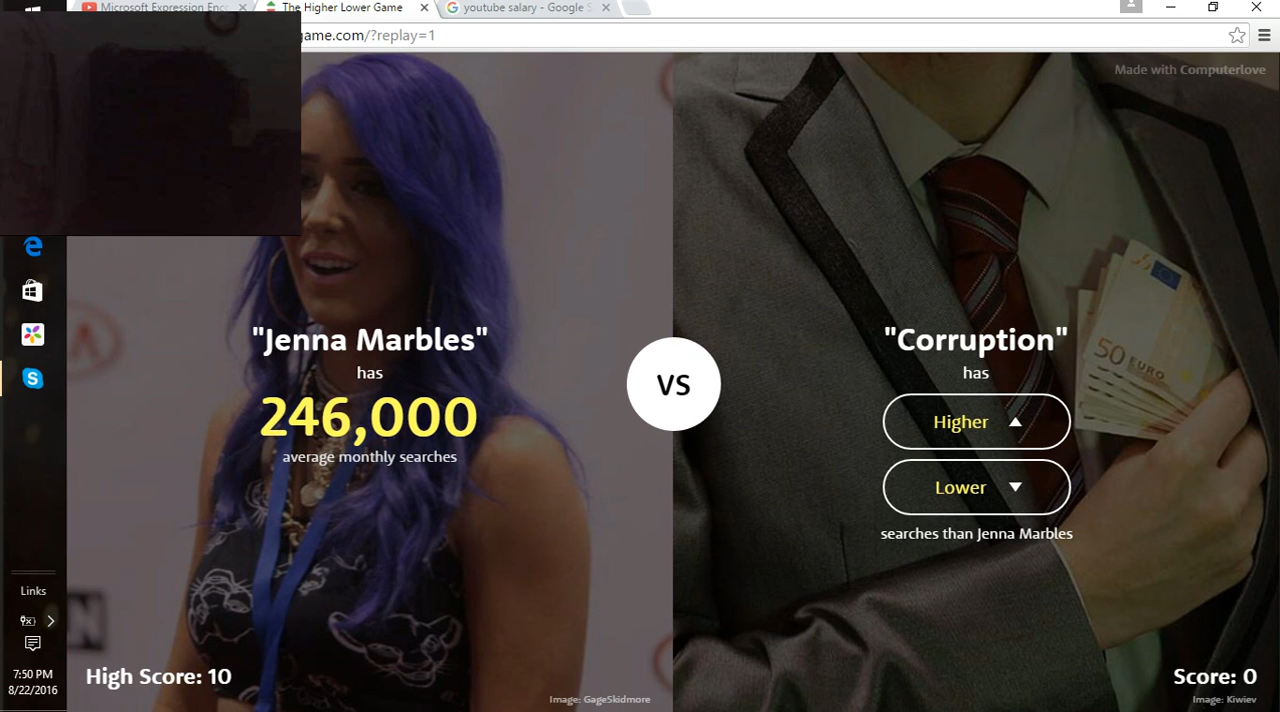 Microsoft Expression Enc
The Higher Lower Game
youtube salary - Google S
game.com/?replay=1
Made with Computerlove
"Jenna Marbles"
has
246,000
average monthly searches
VS
"Corruption"
has
Higher
Lower
searches than Jenna Marbles
50 EURO
Links
7:50 PM
8/22/2016
High Score: 10
Image: GageSkidmore
Score: 0
Image: Kiwiev